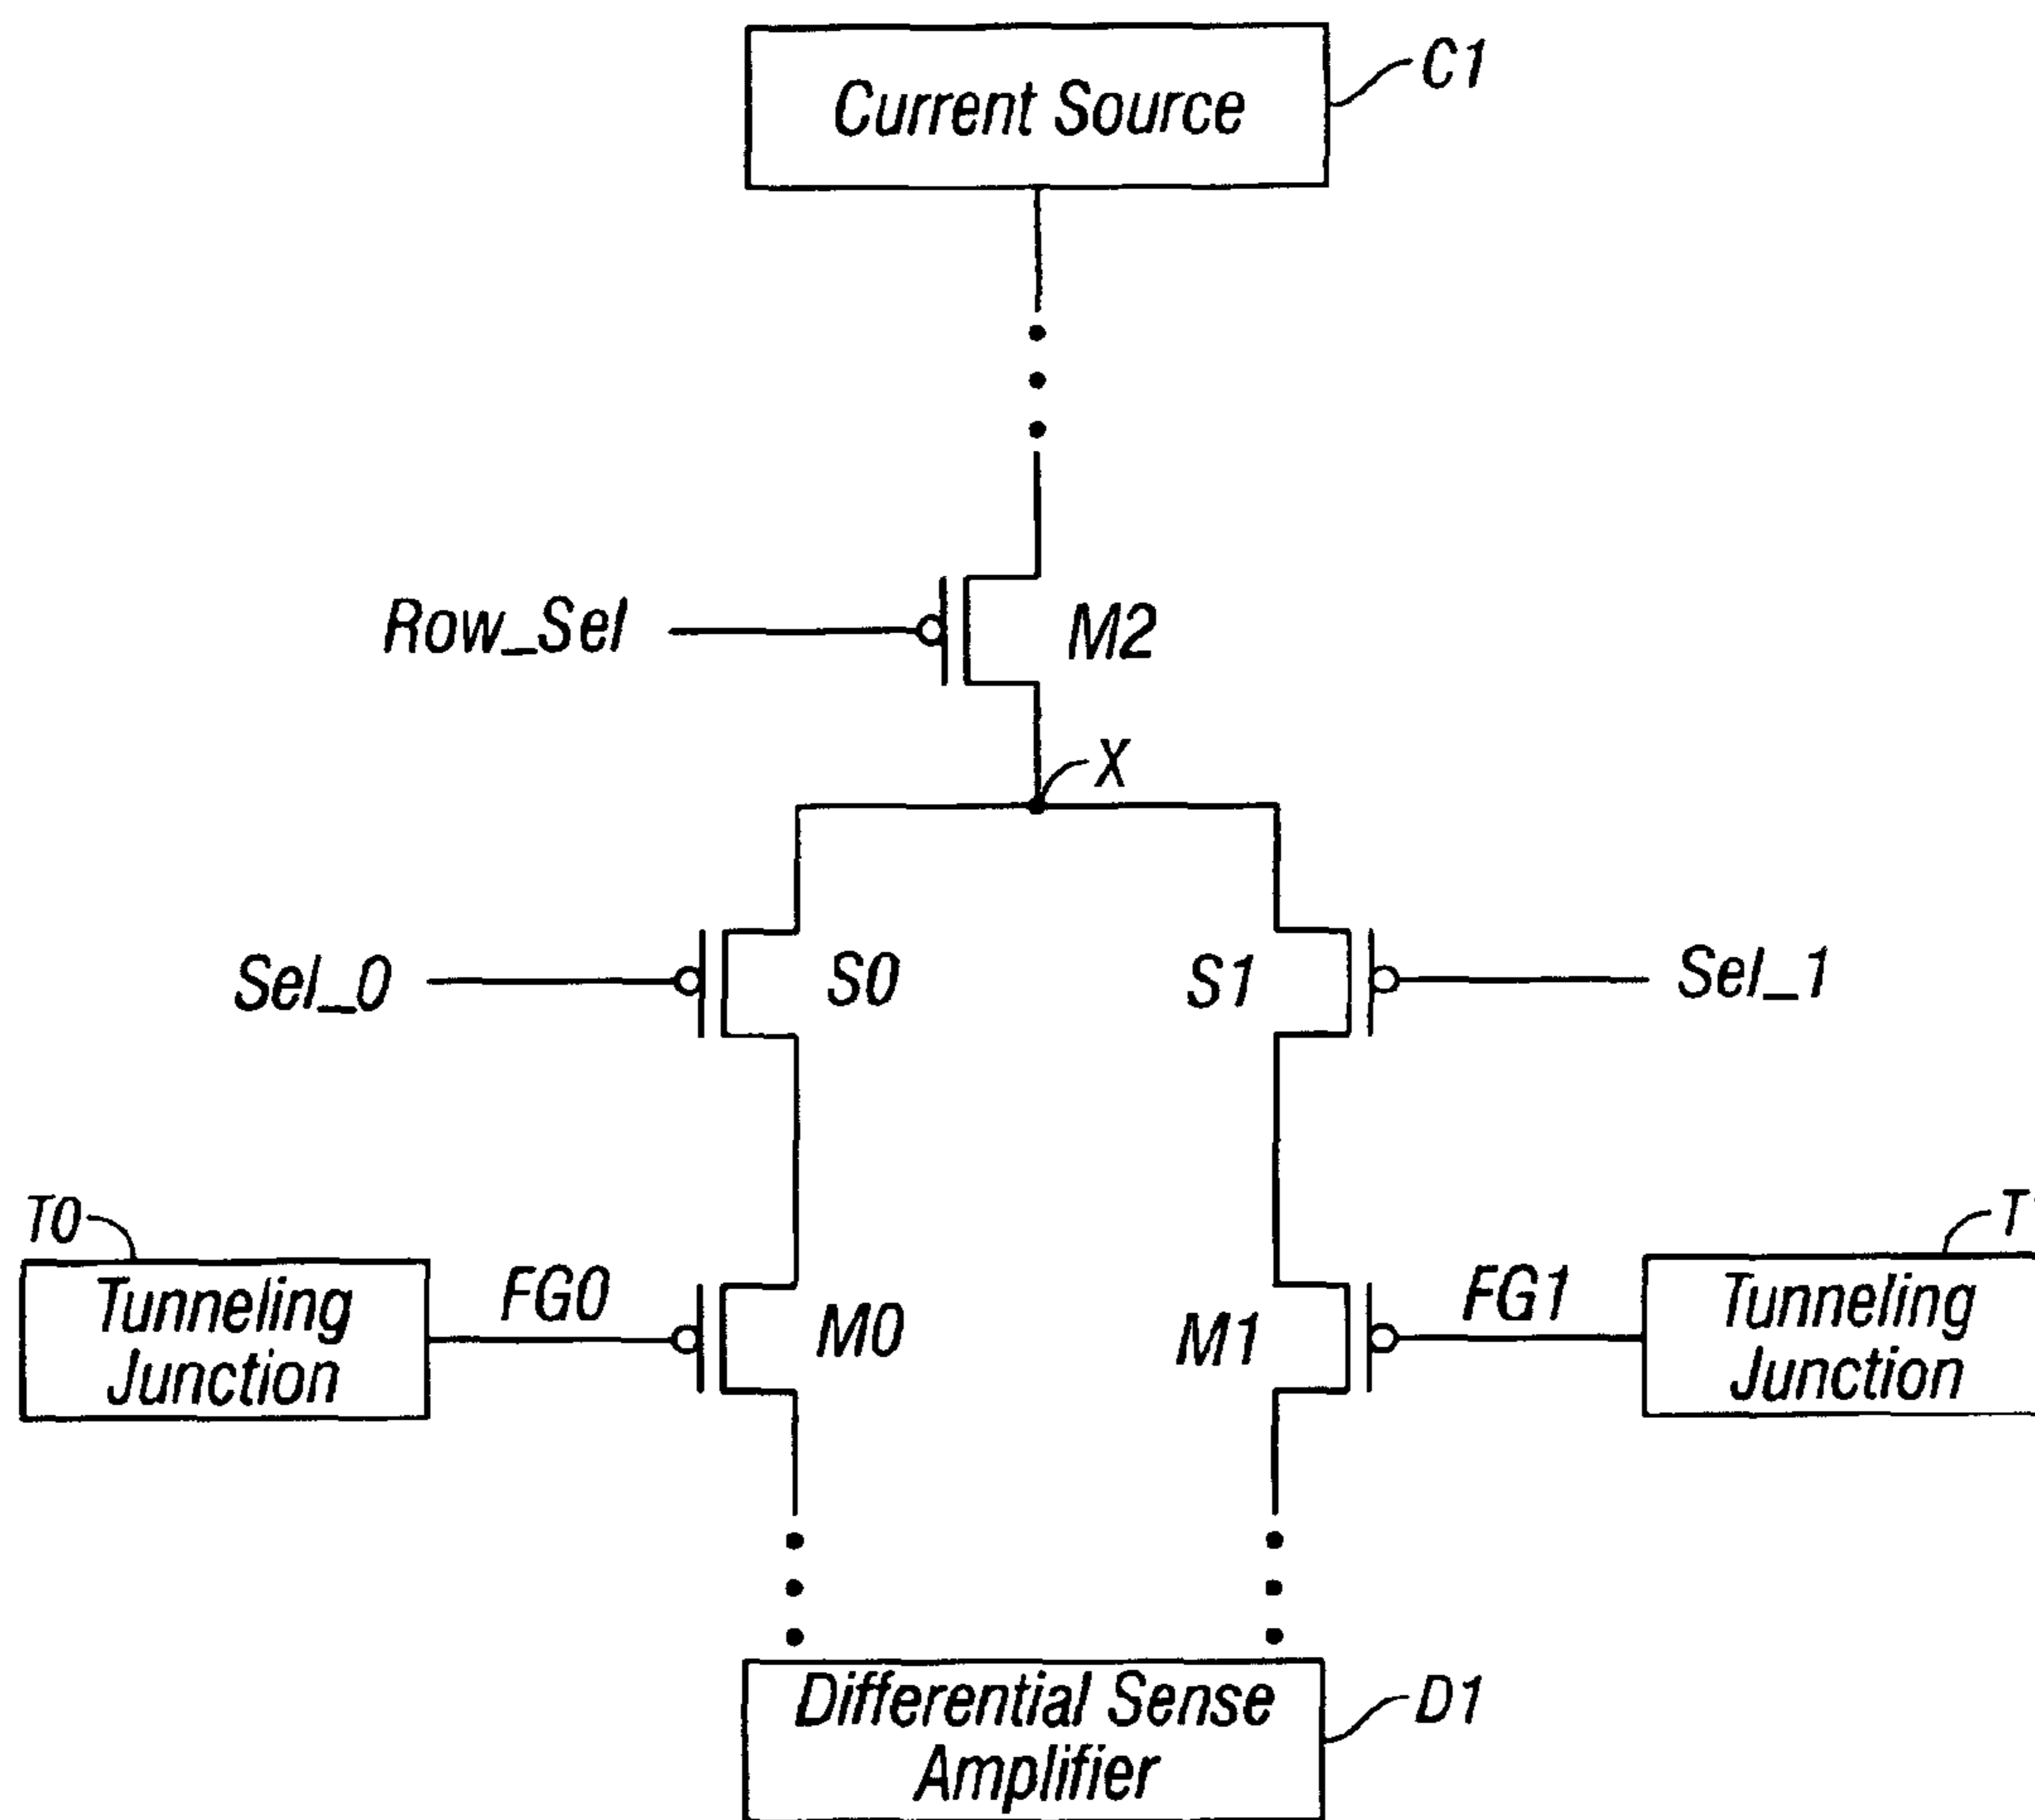 Current Source
C1
Row_Sel
M2
X
Sel_0
S0
S1
Sel_1
T0
Tunneling
Junction
FG0
M0
M1
FG1
Tunneling
Junction
Differential Sense
Amplifier
D1